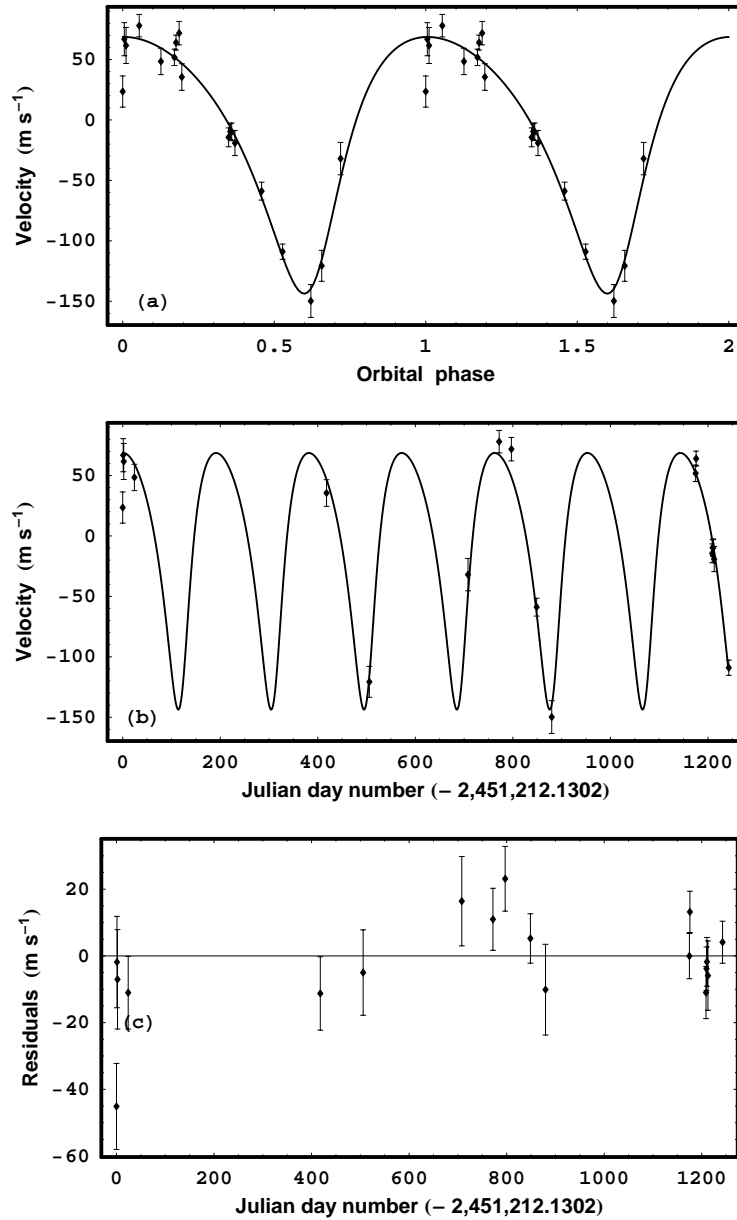 50
0
-50
-100
-150
Velocity (m s⁻¹)
(a)
0 0.5 1 1.5 2
Orbital phase
50
0
-50
-100
-150
Velocity (m s⁻¹)
(b)
0 200 400 600 800 1000 1200
Julian day number (− 2,451,212.1302)
20
0
-20
-40
-60
Residuals (m s⁻¹)
(c)
0 200 400 600 800 1000 1200
Julian day number (− 2,451,212.1302)